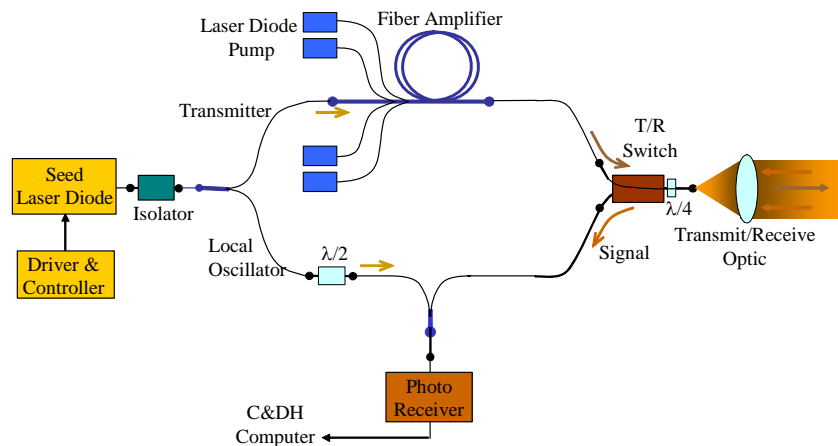 Laser Diode
Pump
Fiber Amplifier
Transmitter
T/R
Switch
Seed
Laser Diode
Isolator
λ/4
Local
Oscillator
λ/2
Signal
Transmit/Receive
Optic
Driver &
Controller
Photo
Receiver
C&DH
Computer